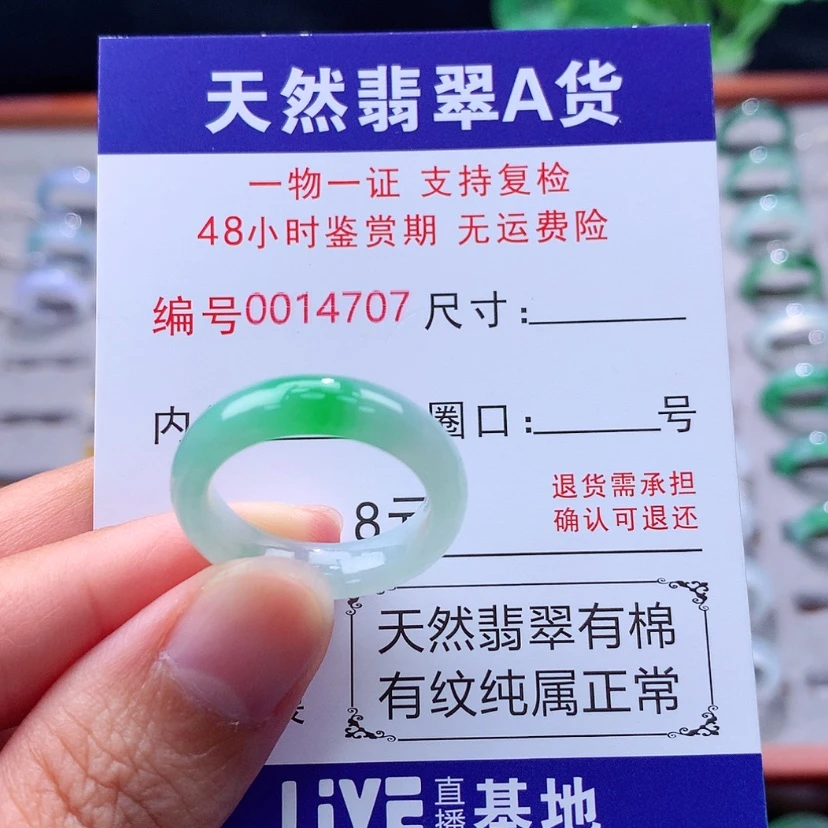 天然翡翠A货
一物一证 支持复检
48小时鉴赏期 无运费险
编号0014707 尺寸:
内 圈口: 号
8元
退货需承担
确认可退还
天然翡翠有棉
有纹纯属正常
LiVE 直播 基地